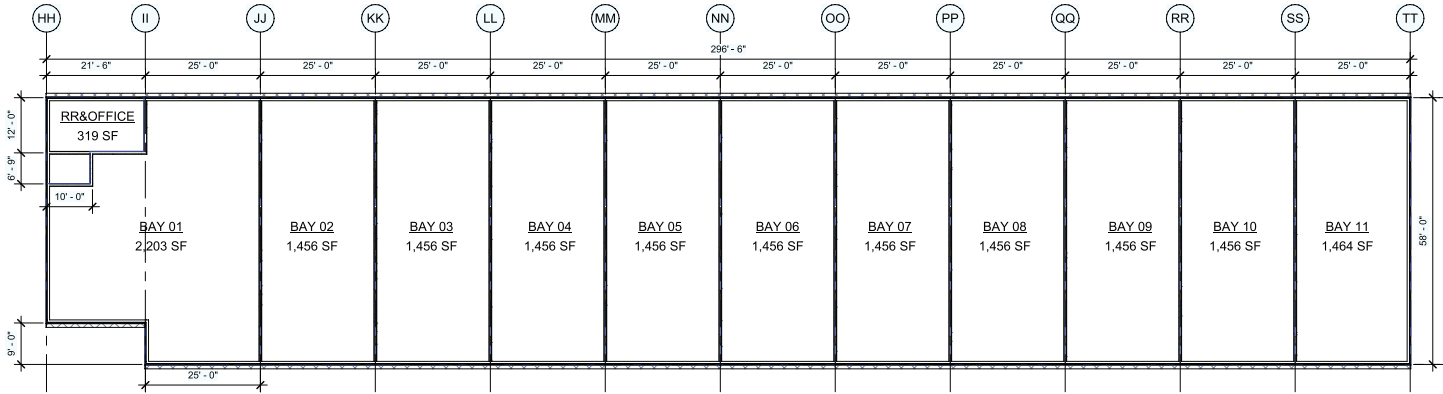 HH II JJ KK LL MM NN OO PP QQ RR SS TT
296' - 6"
21' - 6" 25' - 0" 25' - 0" 25' - 0" 25' - 0" 25' - 0" 25' - 0" 25' - 0" 25' - 0" 25' - 0" 25' - 0" 25' - 0"
12' - 0"
RR&OFFICE
319 SF
6' - 9"
10' - 0"
BAY 01
2,203 SF
BAY 02
1,456 SF
BAY 03
1,456 SF
BAY 04
1,456 SF
BAY 05
1,456 SF
BAY 06
1,456 SF
BAY 07
1,456 SF
BAY 08
1,456 SF
BAY 09
1,456 SF
BAY 10
1,456 SF
BAY 11
1,464 SF
58' - 0"
9' - 0"
25' - 0"